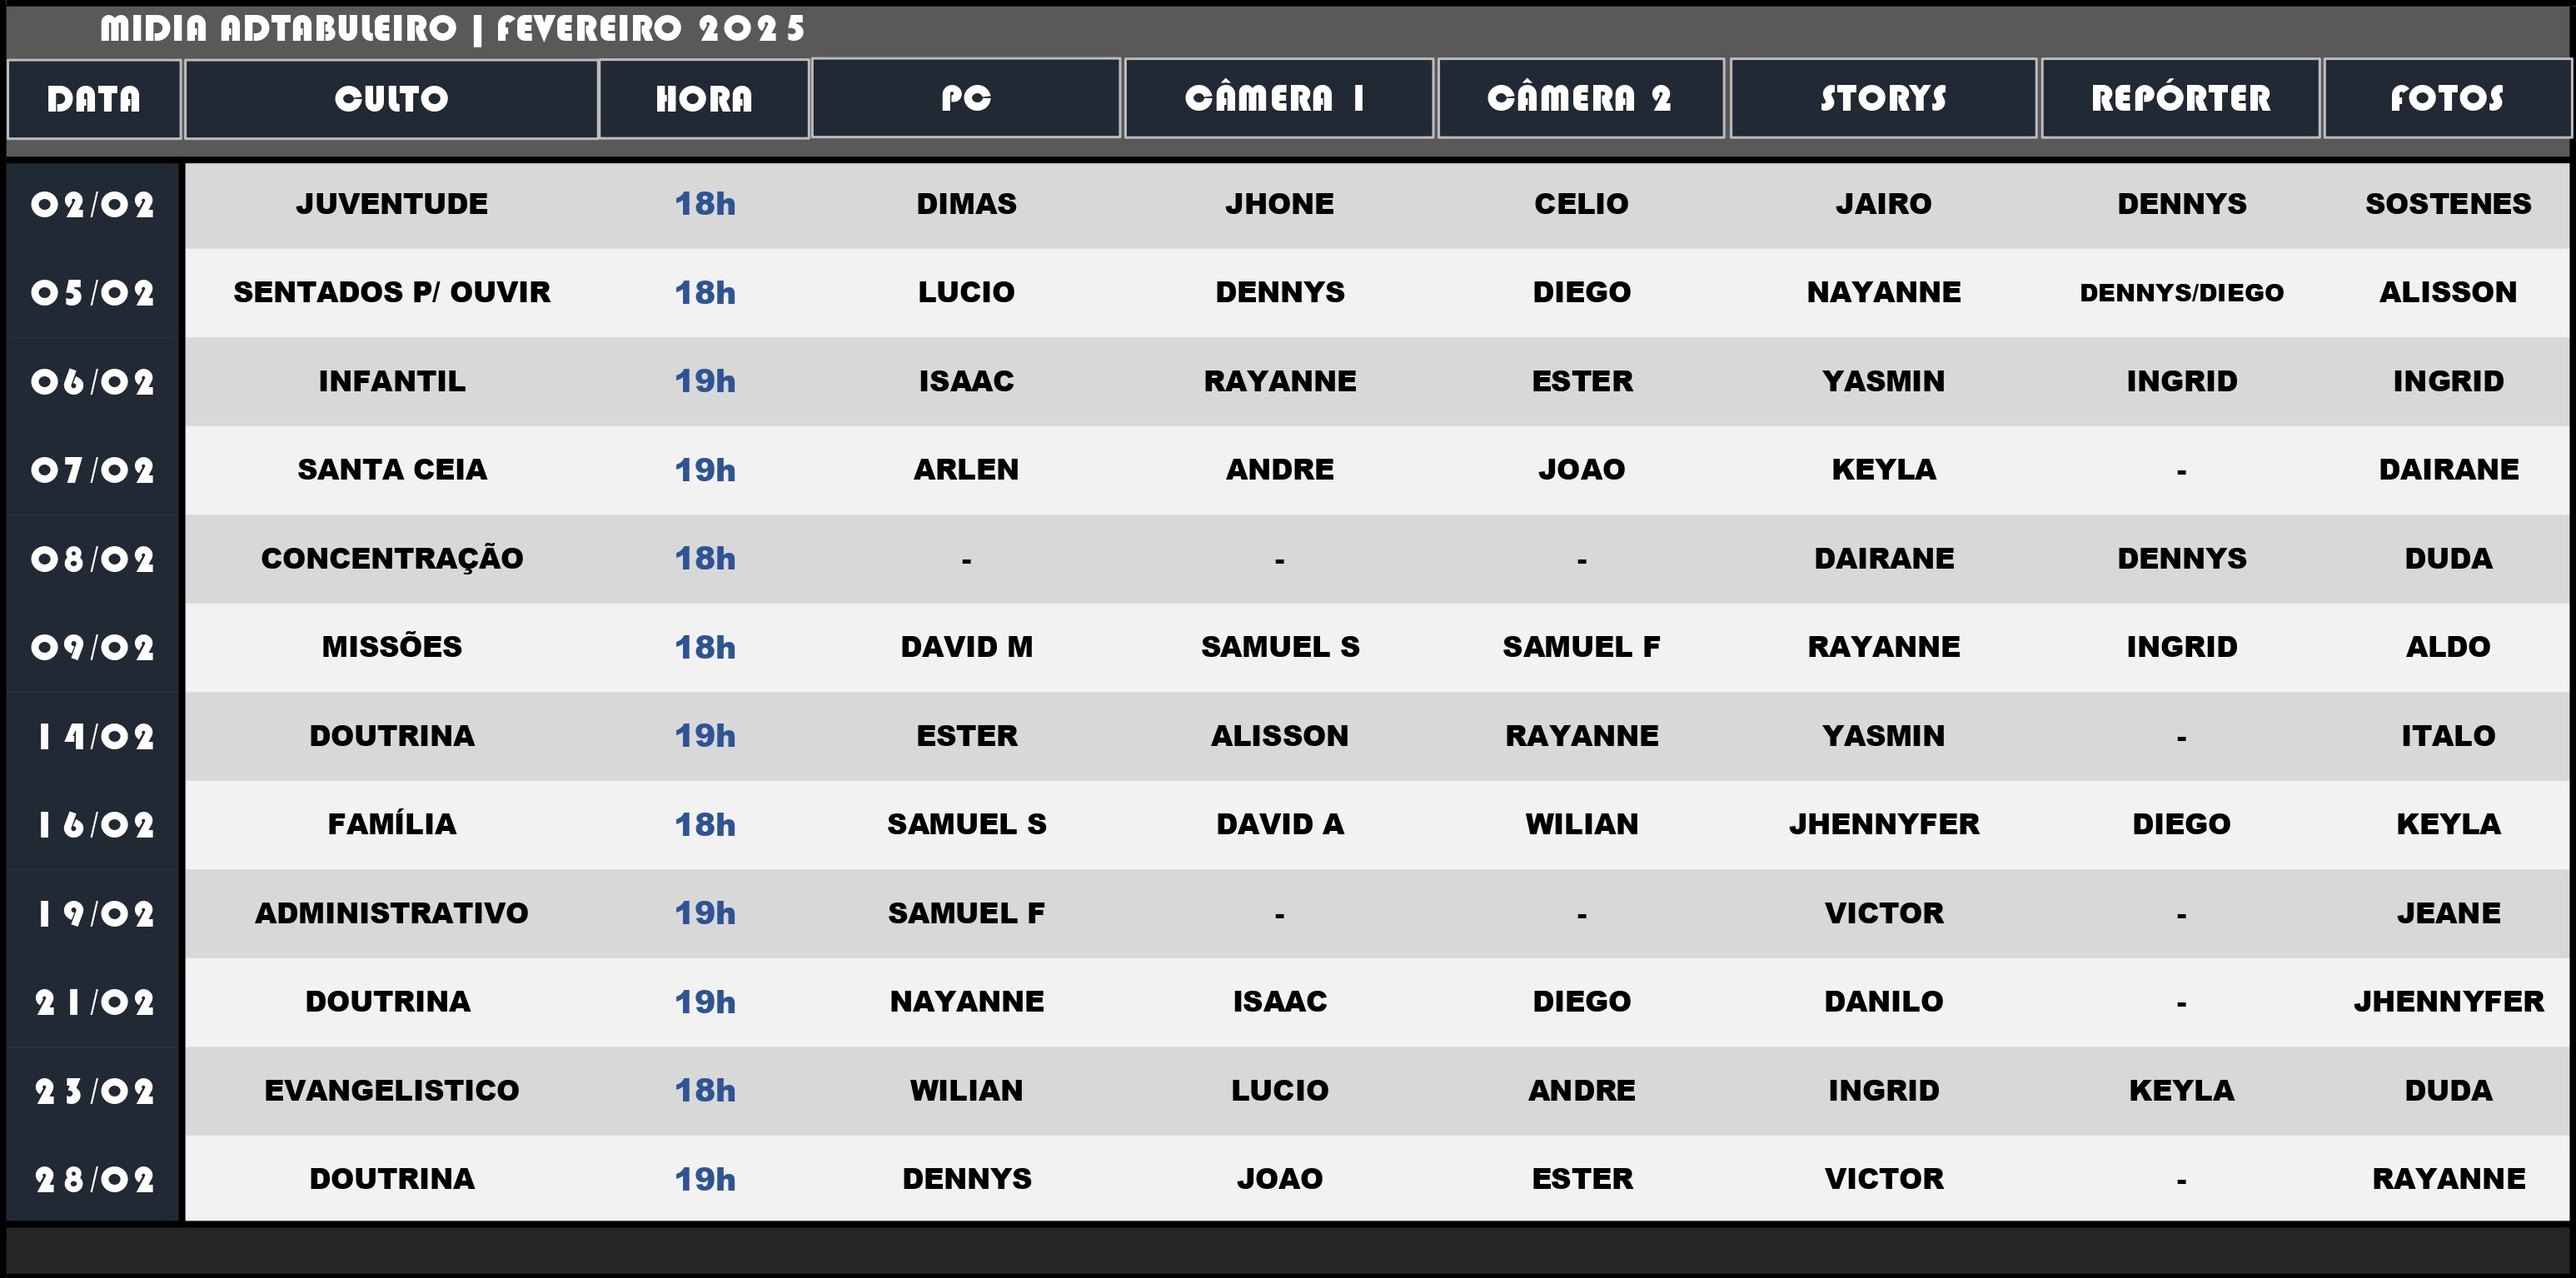 MIDIA ADTABULEIRO | FEVEREIRO 2025
DATA CULTO HORA PC CÂMERA 1 CÂMERA 2 STORYS REPÓRTER FOTOS
02/02 JUVENTUDE 18h DIMAS JHONE CELIO JAIRO DENNYS SOSTENES
05/02 SENTADOS P/ OUVIR 18h LUCIO DENNYS DIEGO NAYANNE DENNYS/DIEGO ALISSON
06/02 INFANTIL 19h ISAAC RAYANNE ESTER YASMIN INGRID INGRID
07/02 SANTA CEIA 19h ARLEN ANDRE JOAO KEYLA - DAIRANE
08/02 CONCENTRAÇÃO 18h - - - DAIRANE DENNYS DUDA
09/02 MISSÕES 18h DAVID M SAMUEL S SAMUEL F RAYANNE INGRID ALDO
14/02 DOUTRINA 19h ESTER ALISSON RAYANNE YASMIN - ITALO
16/02 FAMÍLIA 18h SAMUEL S DAVID A WILIAN JHENNYFER DIEGO KEYLA
19/02 ADMINISTRATIVO 19h SAMUEL F - - VICTOR - JEANE
21/02 DOUTRINA 19h NAYANNE ISAAC DIEGO DANILO - JHENNYFER
23/02 EVANGELISTICO 18h WILIAN LUCIO ANDRE INGRID KEYLA DUDA
28/02 DOUTRINA 19h DENNYS JOAO ESTER VICTOR - RAYANNE